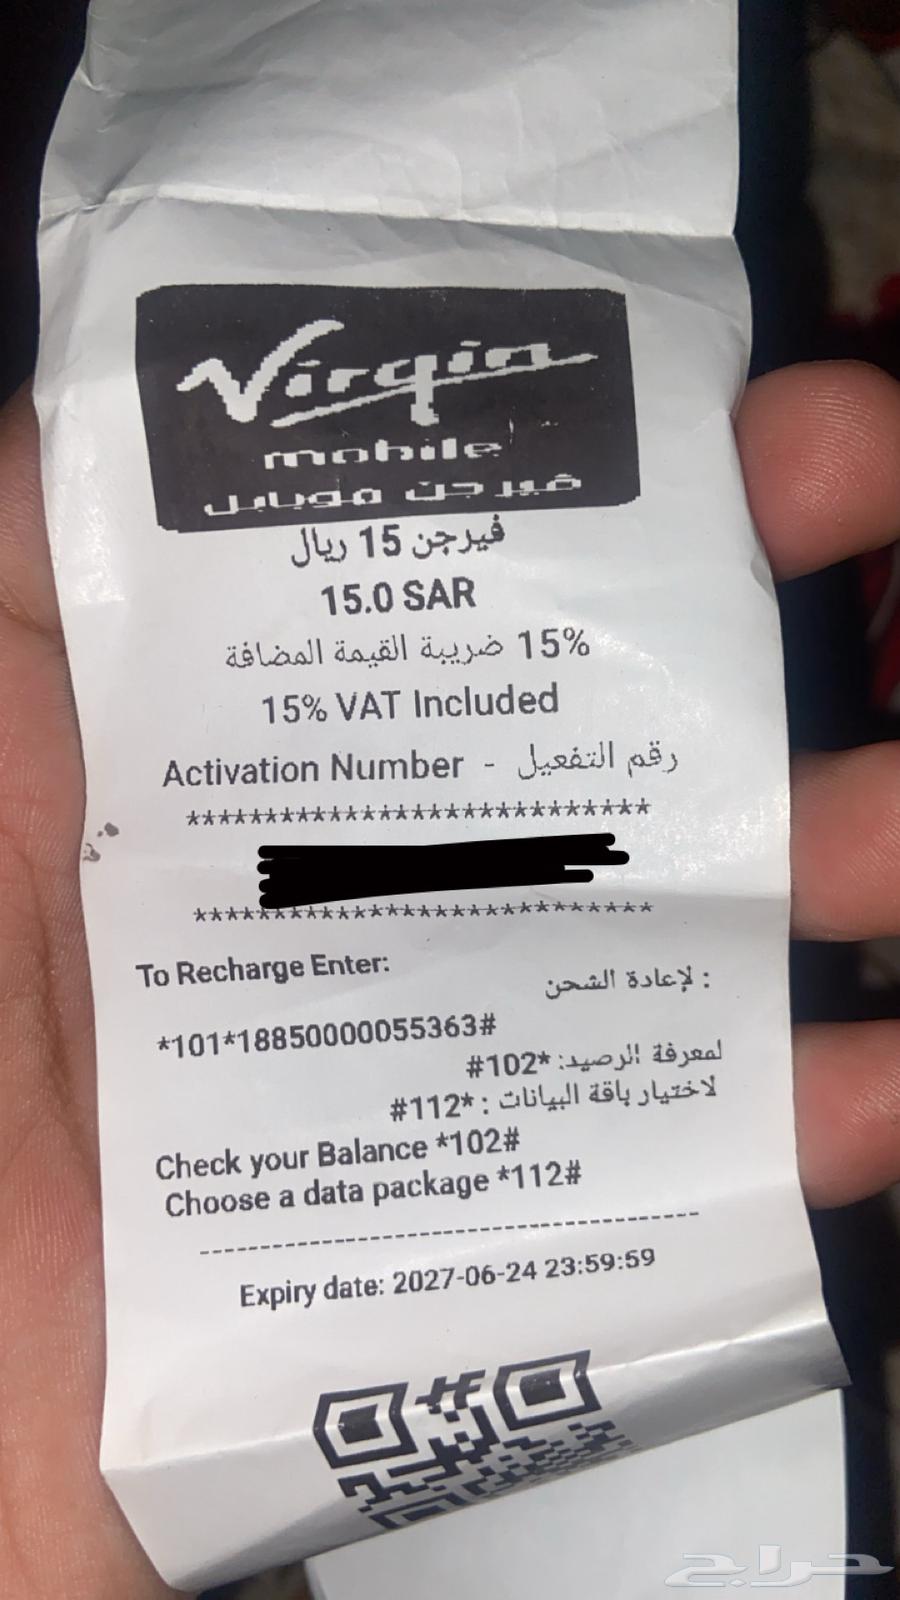 Virgin
mobile
فيرجن موبايل
فيرجن 15 ريال
15.0 SAR
15% ضريبة القيمة المضافة
15% VAT Included
Activation Number - رقم التفعيل
*****************************
*****************************
To Recharge Enter:
لإعادة الشحن :
*101*18850000055363#
لمعرفة الرصيد: *102#
لاختيار باقة البيانات : *112#
Check your Balance *102#
Choose a data package *112#
-----------------------------------------
Expiry date: 2027-06-24 23:59:59
حراج